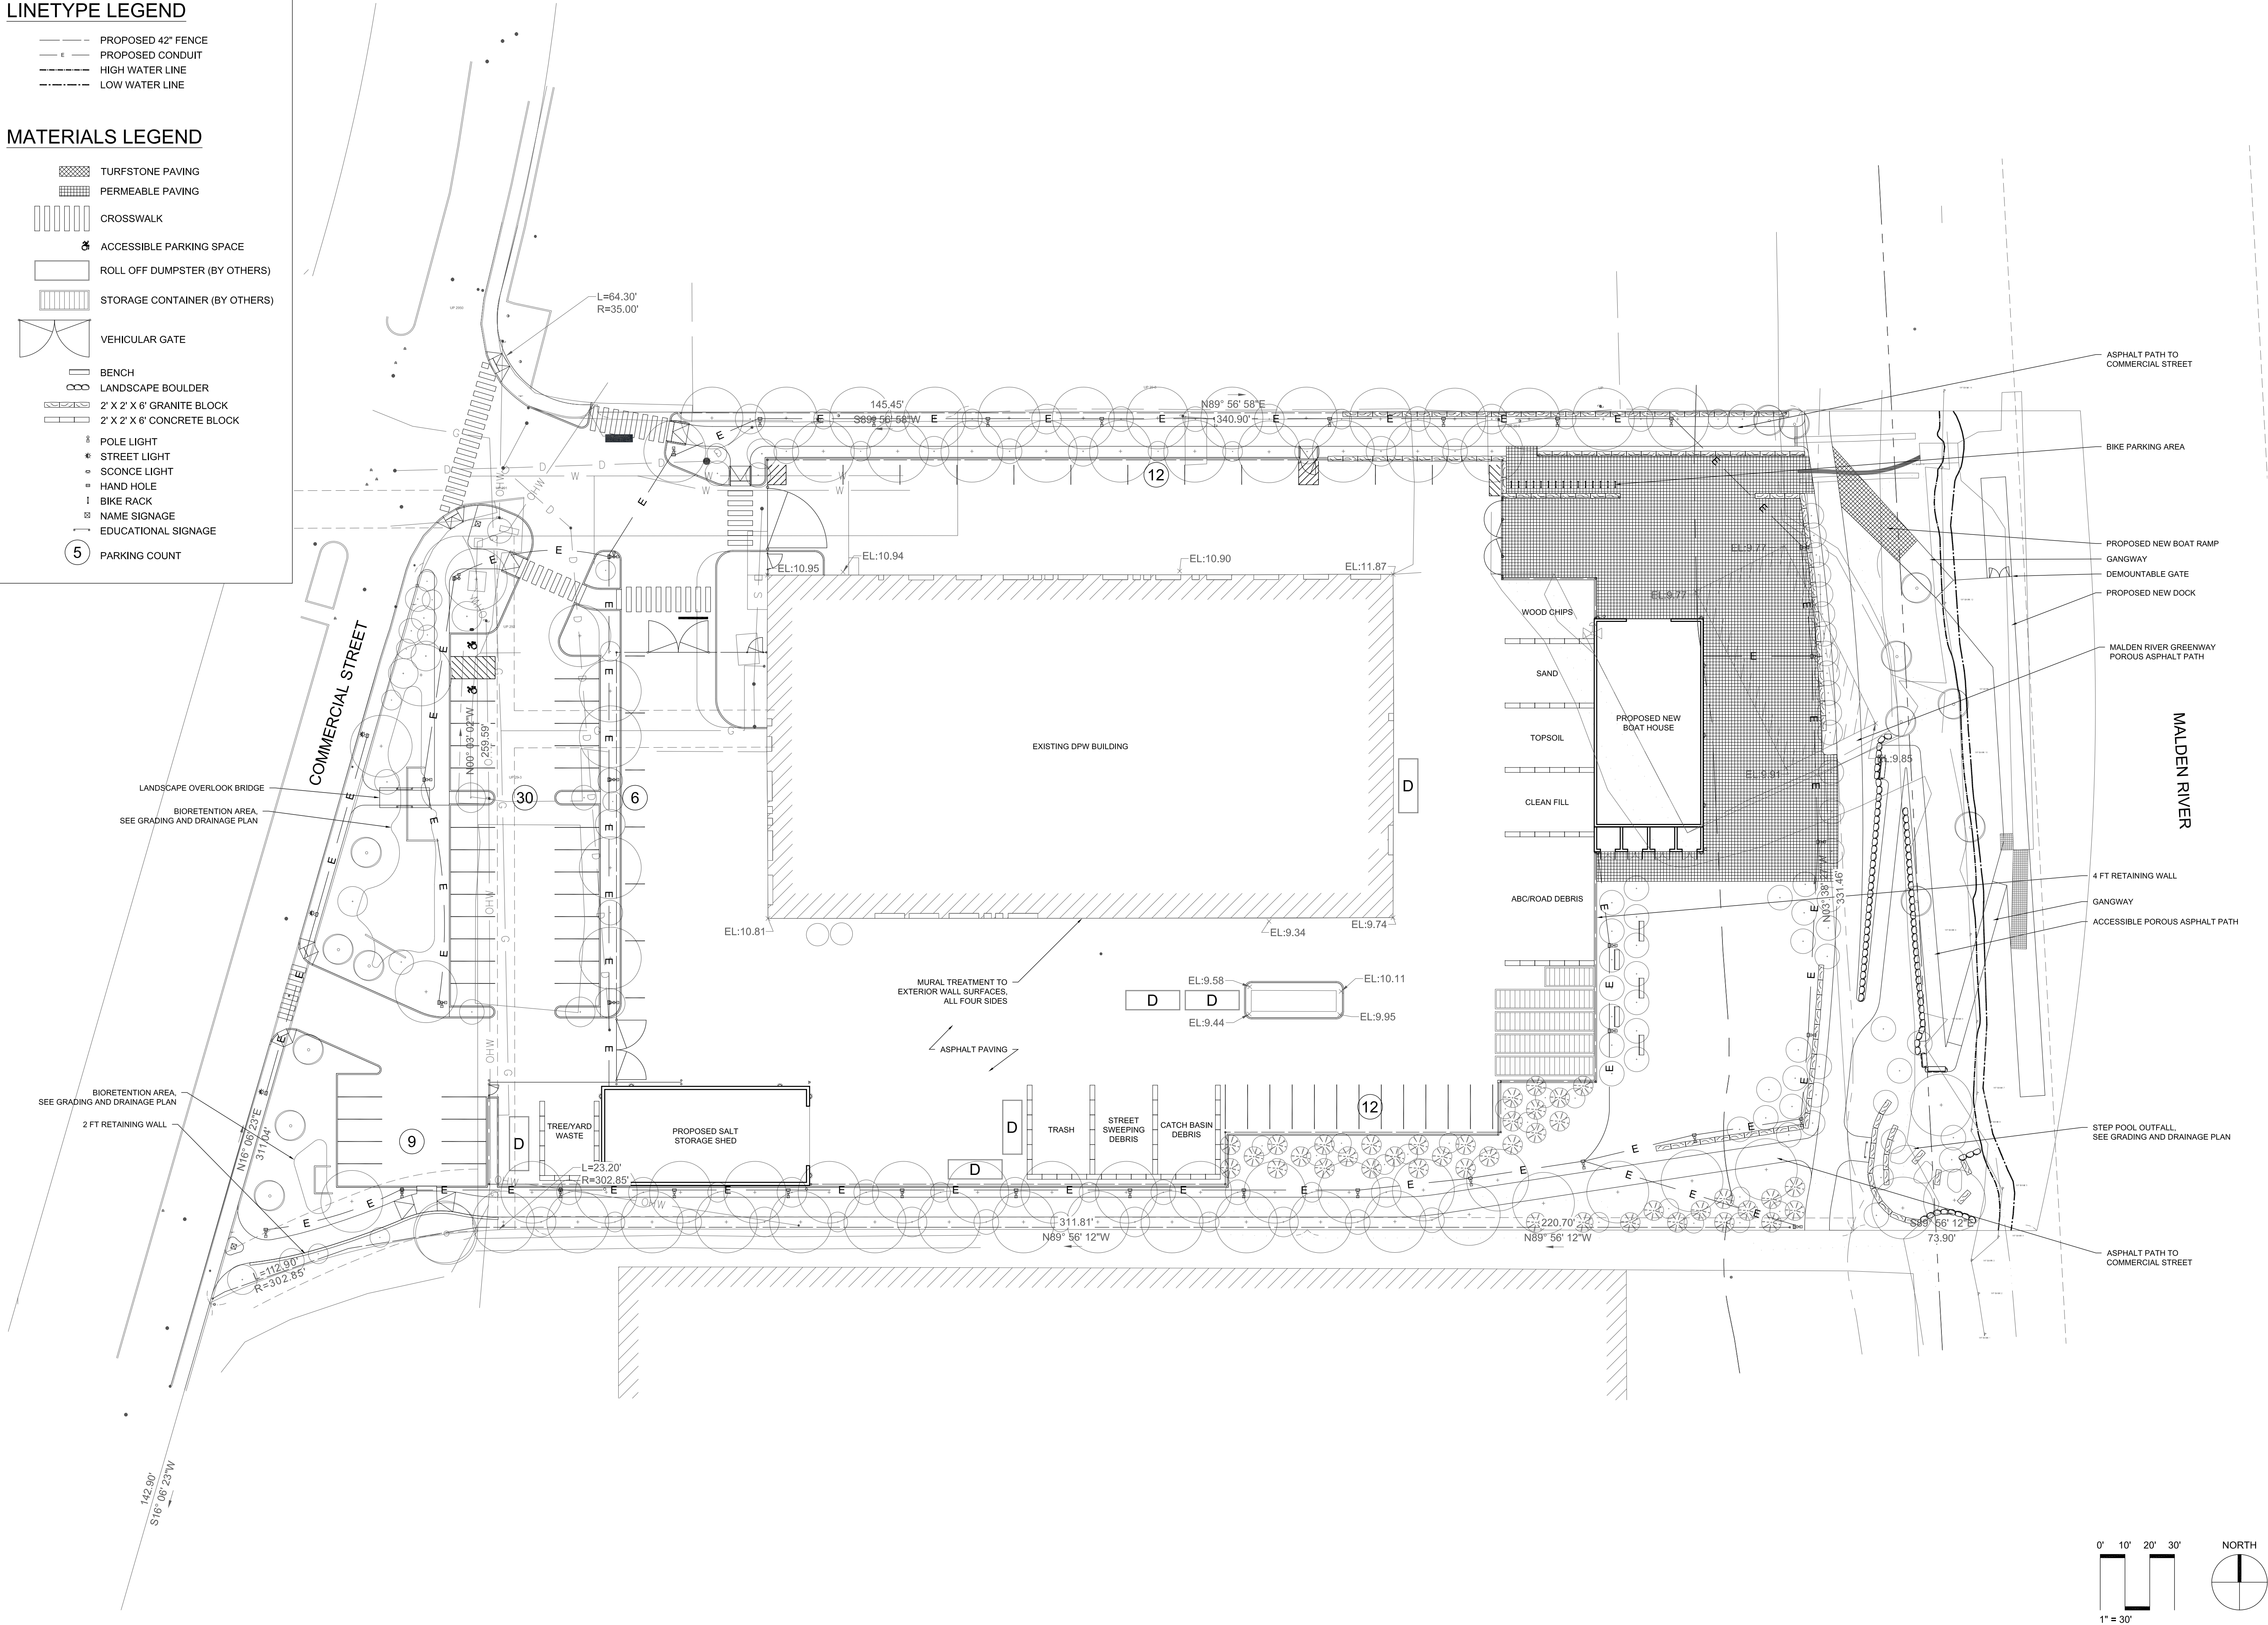 LINETYPE LEGEND
PROPOSED 42" FENCE
E
PROPOSED CONDUIT
HIGH WATER LINE
LOW WATER LINE
MATERIALS LEGEND
TURFSTONE PAVING
PERMEABLE PAVING
CROSSWALK
ACCESSIBLE PARKING SPACE
ROLL OFF DUMPSTER (BY OTHERS)
STORAGE CONTAINER (BY OTHERS)
VEHICULAR GATE
BENCH
LANDSCAPE BOULDER
2' X 2' X 6' GRANITE BLOCK
2' X 2' X 6' CONCRETE BLOCK
POLE LIGHT
STREET LIGHT
SCONCE LIGHT
HAND HOLE
BIKE RACK
NAME SIGNAGE
EDUCATIONAL SIGNAGE
5
PARKING COUNT
L=64.30'
R=35.00'
145.45'
S89° 56' 58"W
N89° 56' 58"E
340.90'
12
ASPHALT PATH TO
COMMERCIAL STREET
BIKE PARKING AREA
PROPOSED NEW BOAT RAMP
GANGWAY
DEMOUNTABLE GATE
PROPOSED NEW DOCK
MALDEN RIVER GREENWAY
POROUS ASPHALT PATH
MALDEN RIVER
4 FT RETAINING WALL
GANGWAY
ACCESSIBLE POROUS ASPHALT PATH
STEP POOL OUTFALL,
SEE GRADING AND DRAINAGE PLAN
ASPHALT PATH TO
COMMERCIAL STREET
EL:10.95
EL:10.94
EL:10.90
EL:11.87
EL:9.77
EL:9.77
EL:9.91
EL:9.85
WOOD CHIPS
SAND
TOPSOIL
CLEAN FILL
ABC/ROAD DEBRIS
PROPOSED NEW
BOAT HOUSE
EXISTING DPW BUILDING
D
COMMERCIAL STREET
N00° 03' 02"W
259.59'
30
6
LANDSCAPE OVERLOOK BRIDGE
BIORETENTION AREA,
SEE GRADING AND DRAINAGE PLAN
EL:10.81
EL:9.34
EL:9.74
N03° 38' 27"W
331.46'
MURAL TREATMENT TO
EXTERIOR WALL SURFACES,
ALL FOUR SIDES
EL:9.58
EL:10.11
D
D
EL:9.44
EL:9.95
ASPHALT PAVING
BIORETENTION AREA,
SEE GRADING AND DRAINAGE PLAN
2 FT RETAINING WALL
N16° 06' 23"E
311.04'
9
D
TREE/YARD
WASTE
PROPOSED SALT
STORAGE SHED
D
D
TRASH
STREET
SWEEPING
DEBRIS
CATCH BASIN
DEBRIS
12
L=23.20'
R=302.85'
OHW
OHW
L=112.90'
R=302.85'
311.81'
N89° 56' 12"W
220.70'
N89° 56' 12"W
S89° 56' 12"E
73.90'
142.90'
S16° 06' 23"W
0' 10' 20' 30'
1" = 30'
NORTH